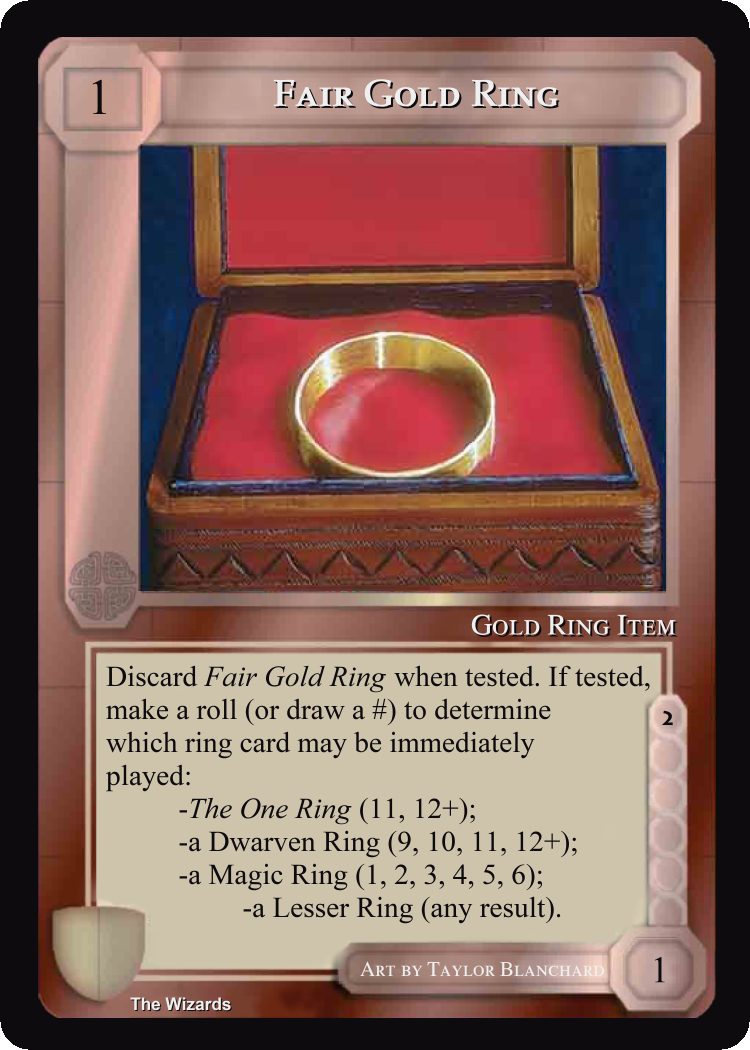 1
Fair Gold Ring
Gold Ring Item
Discard Fair Gold Ring when tested. If tested,
make a roll (or draw a #) to determine
which ring card may be immediately
played:
-The One Ring (11, 12+);
-a Dwarven Ring (9, 10, 11, 12+);
-a Magic Ring (1, 2, 3, 4, 5, 6);
-a Lesser Ring (any result).
2
Art by Taylor Blanchard
1
The Wizards